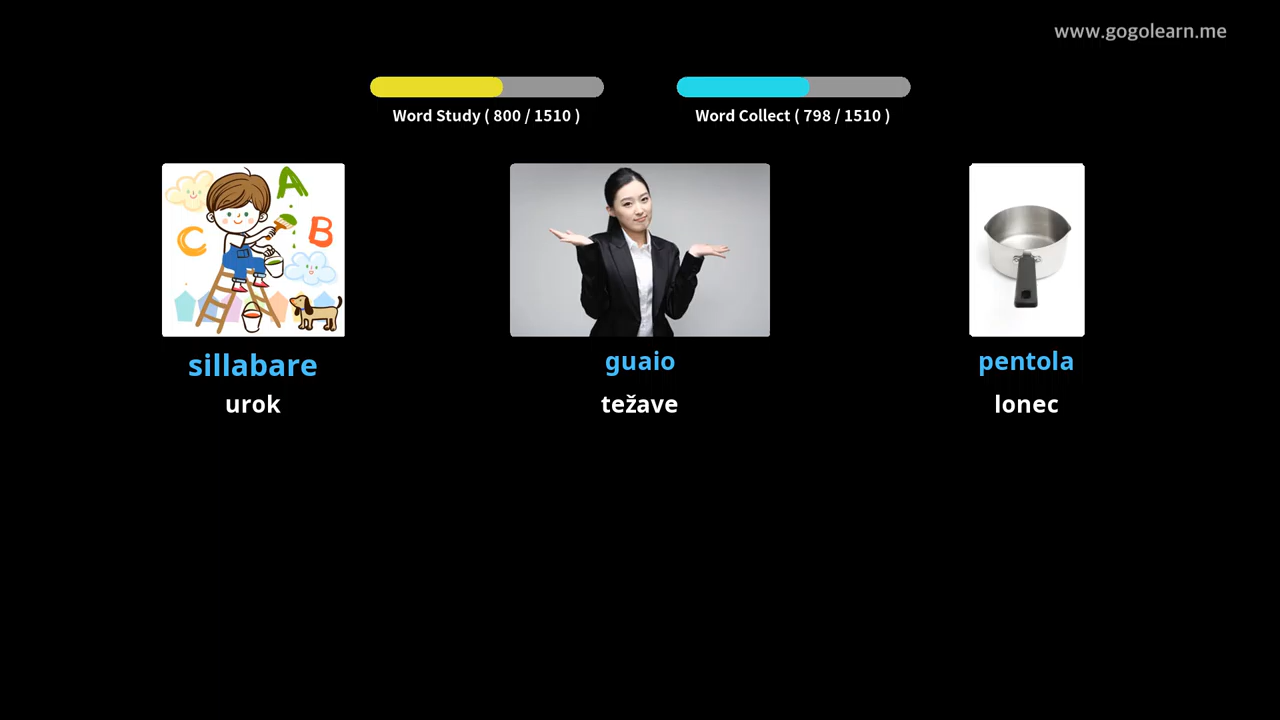 www.gogolearn.me
Word Study ( 800 / 1510 )
Word Collect ( 798 / 1510 )
A
B
C
sillabare
guaio
pentola
urok
težave
lonec